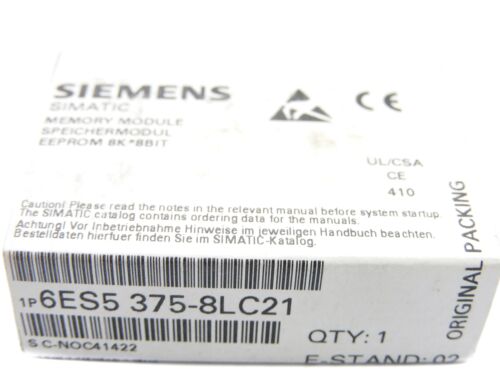 SIEMENS
SIMATIC
MEMORY MODULE
SPEICHERMODUL
EEPROM 8K*8BIT
CE
UL/CSA
CE
410
Caution! Please read the notes in the relevant manual before system startup.
The SIMATIC catalog contains ordering data for the manuals.
Achtung! Vor Inbetriebnahme Hinweise im jeweiligen Handbuch beachten.
Bestelldaten hierfuer finden Sie im SIMATIC-Katalog.
1P 6ES5 375-8LC21
S C-NOC41422
QTY: 1
E-STAND: 02
ORIGINAL PACKING